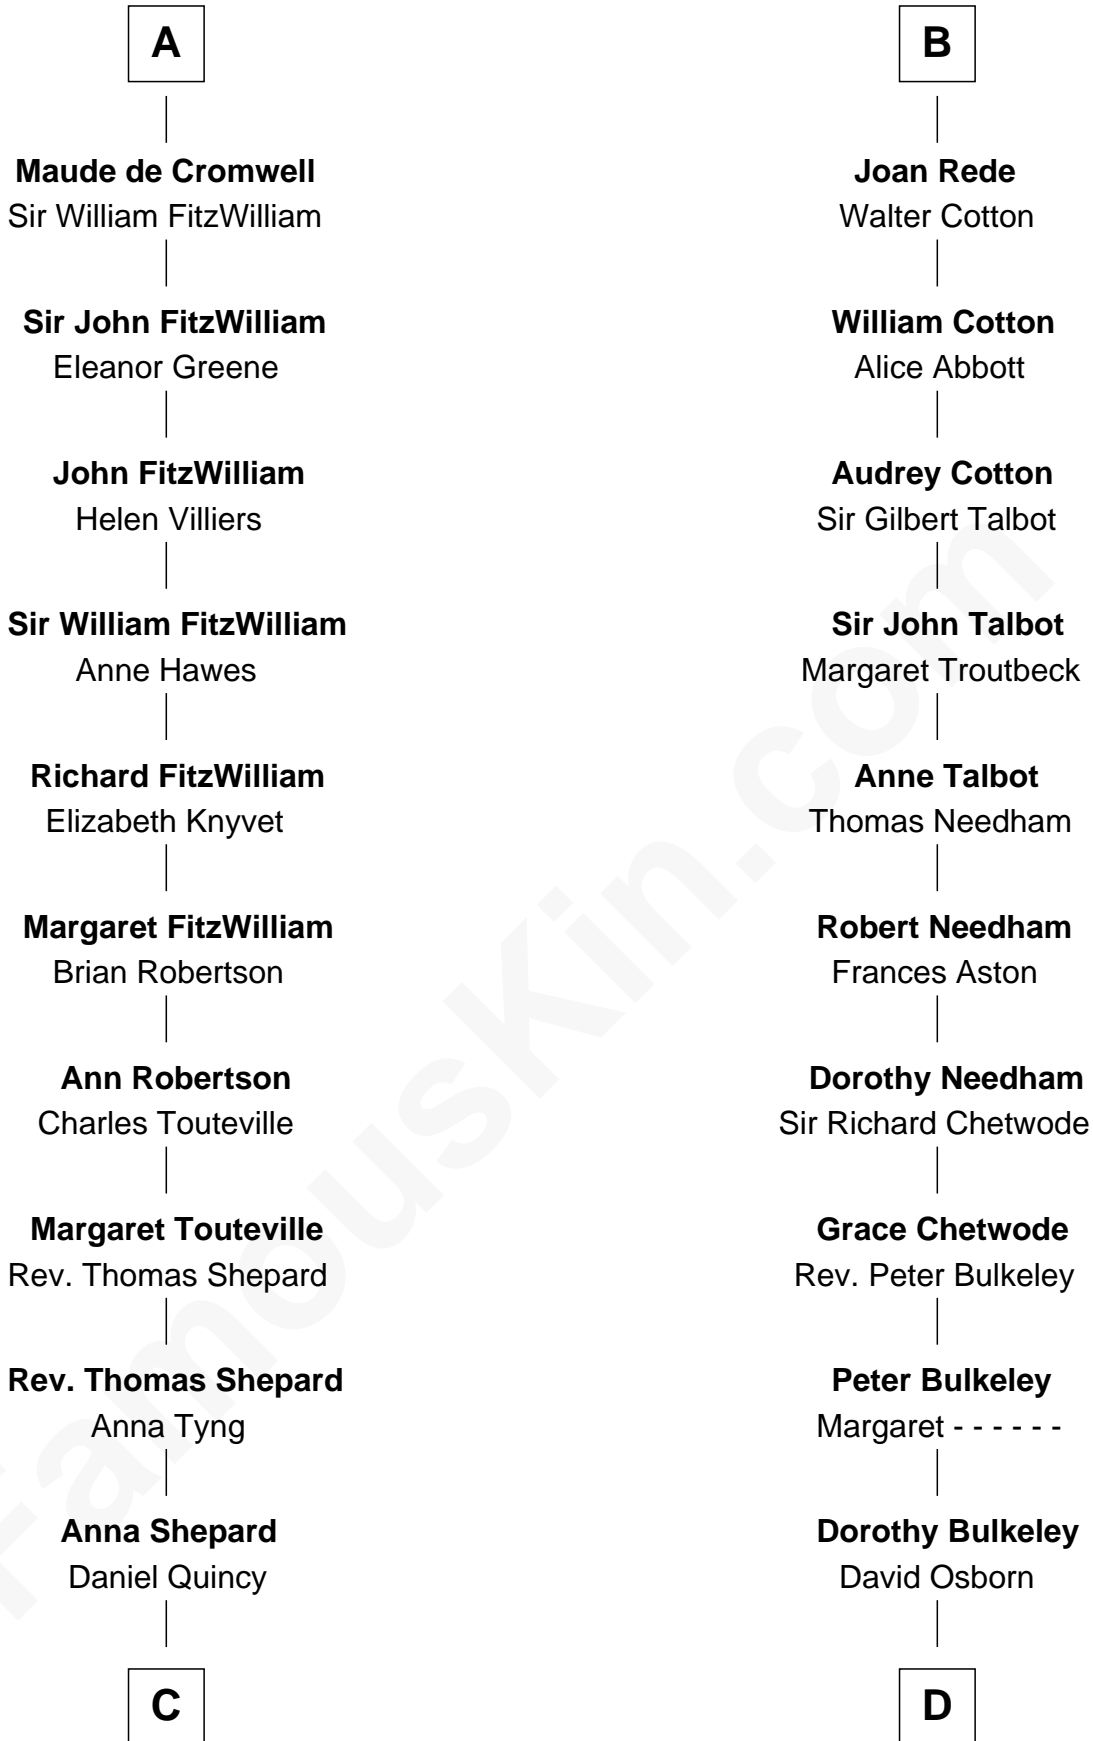 A
Maude de Cromwell
Sir William FitzWilliam
Sir John FitzWilliam
Eleanor Greene
John FitzWilliam
Helen Villiers
Sir William FitzWilliam
Anne Hawes
Richard FitzWilliam
Elizabeth Knyvet
Margaret FitzWilliam
Brian Robertson
Ann Robertson
Charles Touteville
Margaret Touteville
Rev. Thomas Shepard
Rev. Thomas Shepard
Anna Tyng
Anna Shepard
Daniel Quincy
C
B
Joan Rede
Walter Cotton
William Cotton
Alice Abbott
Audrey Cotton
Sir Gilbert Talbot
Sir John Talbot
Margaret Troutbeck
Anne Talbot
Thomas Needham
Robert Needham
Frances Aston
Dorothy Needham
Sir Richard Chetwode
Grace Chetwode
Rev. Peter Bulkeley
Peter Bulkeley
Margaret - - - - - -
Dorothy Bulkeley
David Osborn
D
FamousKin.com